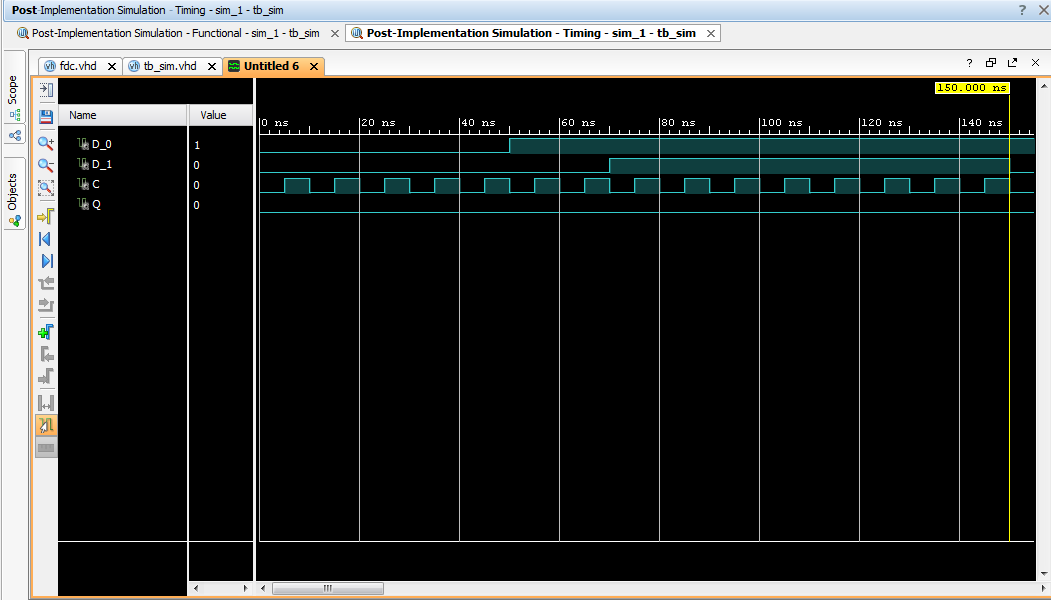 Post-Implementation Simulation - Timing - sim_1 - tb_sim
Post-Implementation Simulation - Functional - sim_1 - tb_sim
Post-Implementation Simulation - Timing - sim_1 - tb_sim
Scope
Objects
fdc.vhd
tb_sim.vhd
Untitled 6
150.000 ns
Name Value
0 ns 20 ns 40 ns 60 ns 80 ns 100 ns 120 ns 140 ns
D_0 1
D_1 0
C 0
Q 0